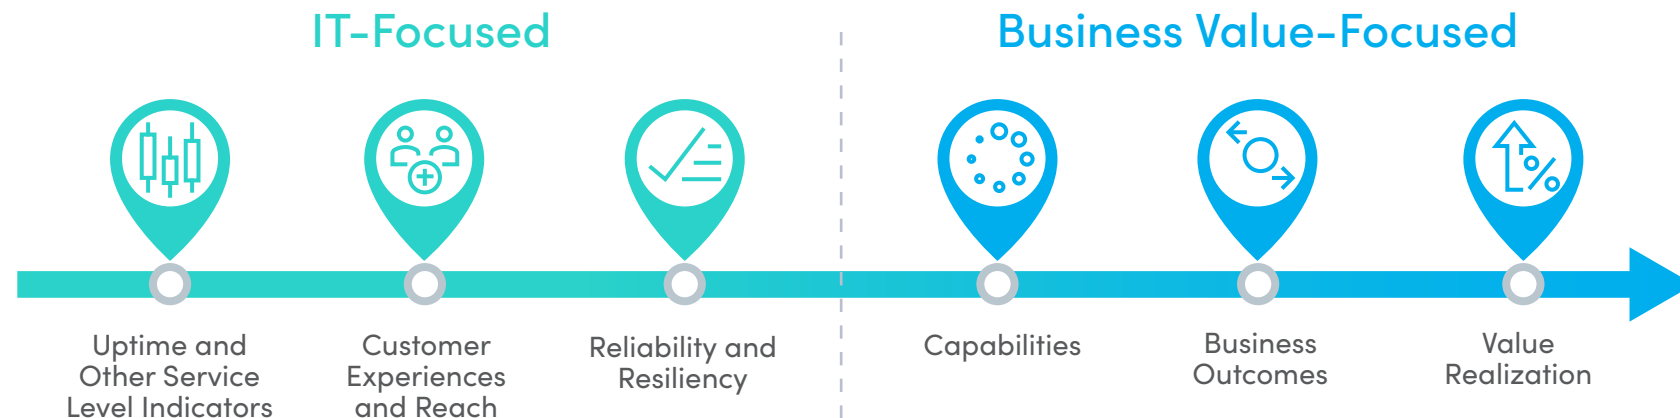 IT-Focused
Business Value-Focused
Uptime and
Other Service
Level Indicators
Customer
Experiences
and Reach
Reliability and
Resiliency
Capabilities
Business
Outcomes
Value
Realization